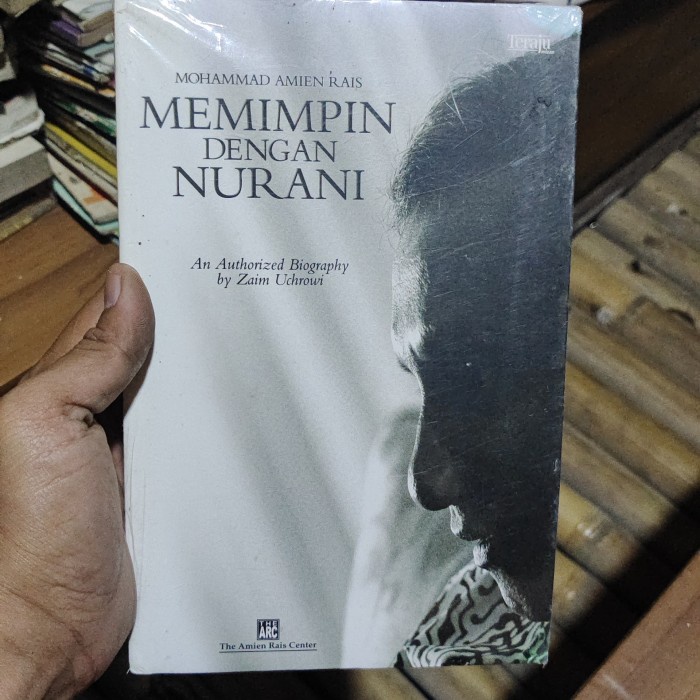 Teraju
MOHAMMAD AMIEN RAIS
MEMIMPIN
DENGAN
NURANI
An Authorized Biography
by Zaim Uchrowi
THE
ARC
The Amien Rais Center